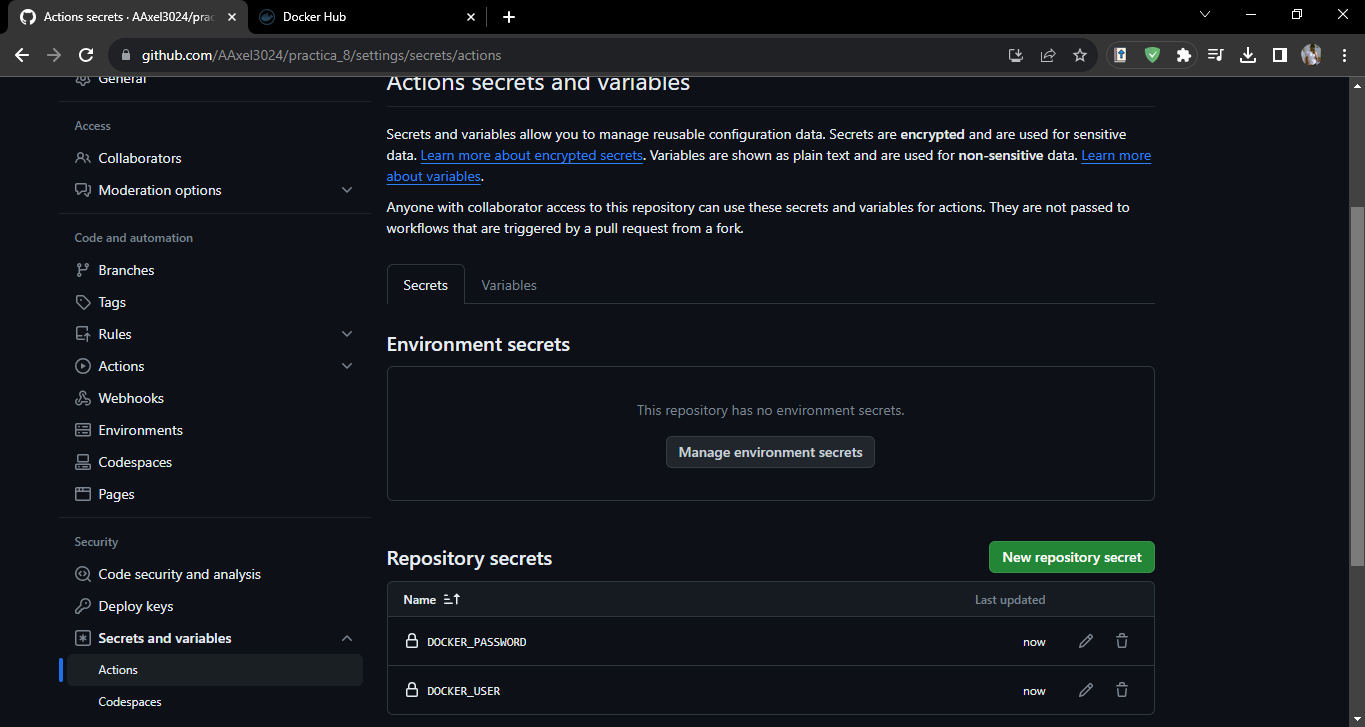 Actions secrets · AAxel3024/prac
Docker Hub
github.com/AAxel3024/practica_8/settings/secrets/actions
General
Access
Collaborators
Moderation options
Code and automation
Branches
Tags
Rules
Actions
Webhooks
Environments
Codespaces
Pages
Security
Code security and analysis
Deploy keys
Secrets and variables
Actions
Codespaces
Actions secrets and variables
Secrets and variables allow you to manage reusable configuration data. Secrets are encrypted and are used for sensitive
data. Learn more about encrypted secrets. Variables are shown as plain text and are used for non-sensitive data. Learn more
about variables.
Anyone with collaborator access to this repository can use these secrets and variables for actions. They are not passed to
workflows that are triggered by a pull request from a fork.
Secrets Variables
Environment secrets
This repository has no environment secrets.
Manage environment secrets
Repository secrets
New repository secret
Name Last updated
DOCKER_PASSWORD now
DOCKER_USER now